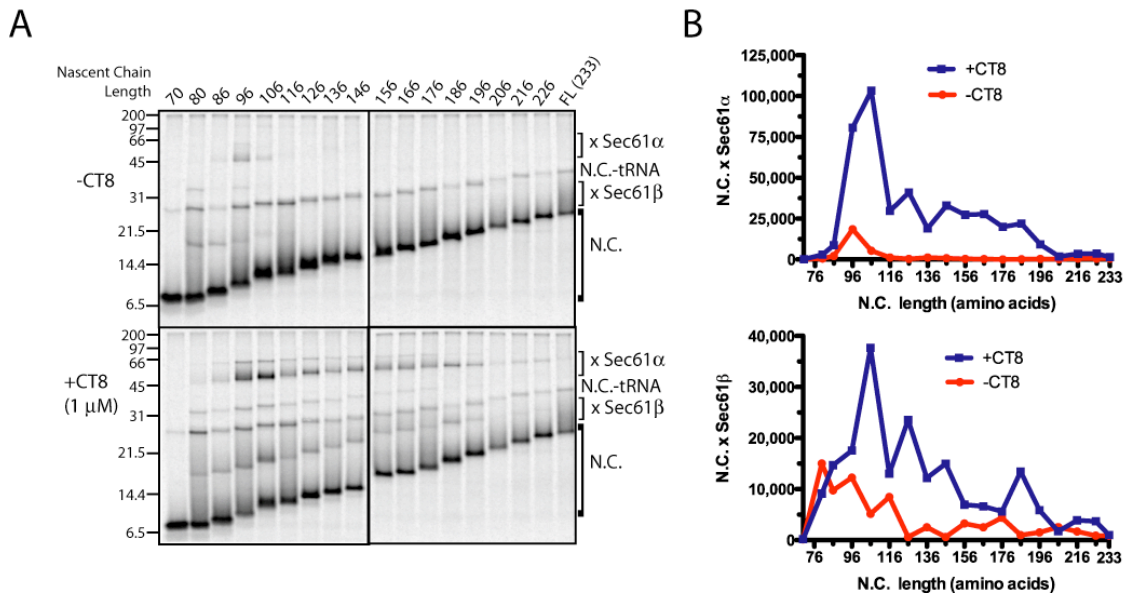 A
B
Nascent Chain
Length
70 80 86 96 106 116 126 136 146 156 166 176 186 196 206 216 226 FL (233)
-CT8
200
97
66
45
31
21.5
14.4
6.5
x Sec61α
N.C.-tRNA
x Sec61β
N.C.
+CT8
(1 μM)
200
97
66
45
31
21.5
14.4
6.5
x Sec61α
N.C.-tRNA
x Sec61β
N.C.
N.C. x Sec61α
125,000
100,000
75,000
50,000
25,000
0
+CT8
-CT8
76 96 116 136 156 176 196 216 233
N.C. length (amino acids)
N.C. x Sec61β
40,000
30,000
20,000
10,000
0
+CT8
-CT8
76 96 116 136 156 176 196 216 233
N.C. length (amino acids)